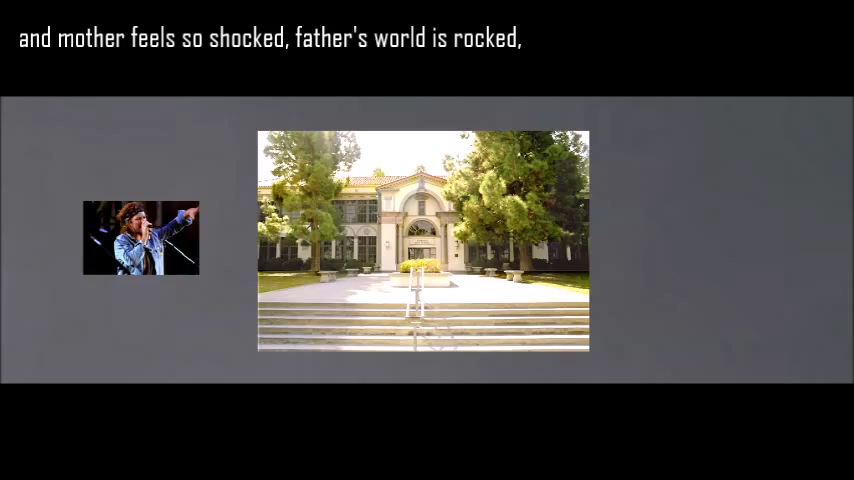 and mother feels so shocked, father's world is rocked,